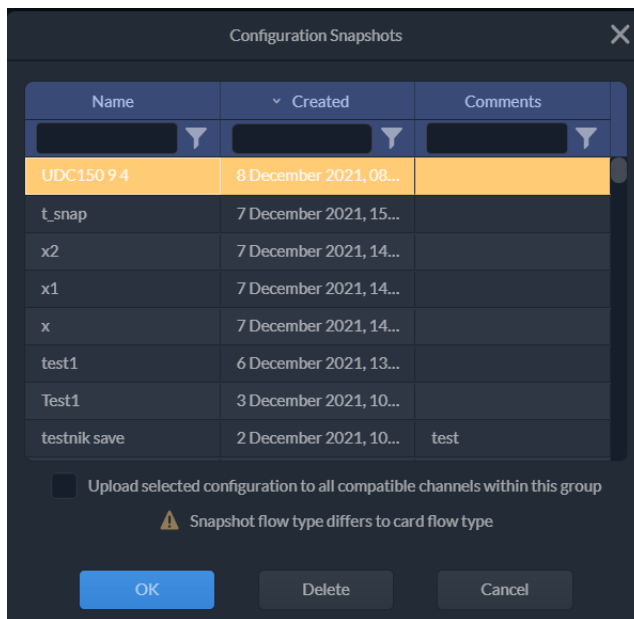 Configuration Snapshots
Name Created Comments
UDC150 9 4 8 December 2021, 08...
t_snap 7 December 2021, 15...
x2 7 December 2021, 14...
x1 7 December 2021, 14...
x 7 December 2021, 14...
test1 6 December 2021, 13...
Test1 3 December 2021, 10...
testnik save 2 December 2021, 10... test
Upload selected configuration to all compatible channels within this group
Snapshot flow type differs to card flow type
OK Delete Cancel